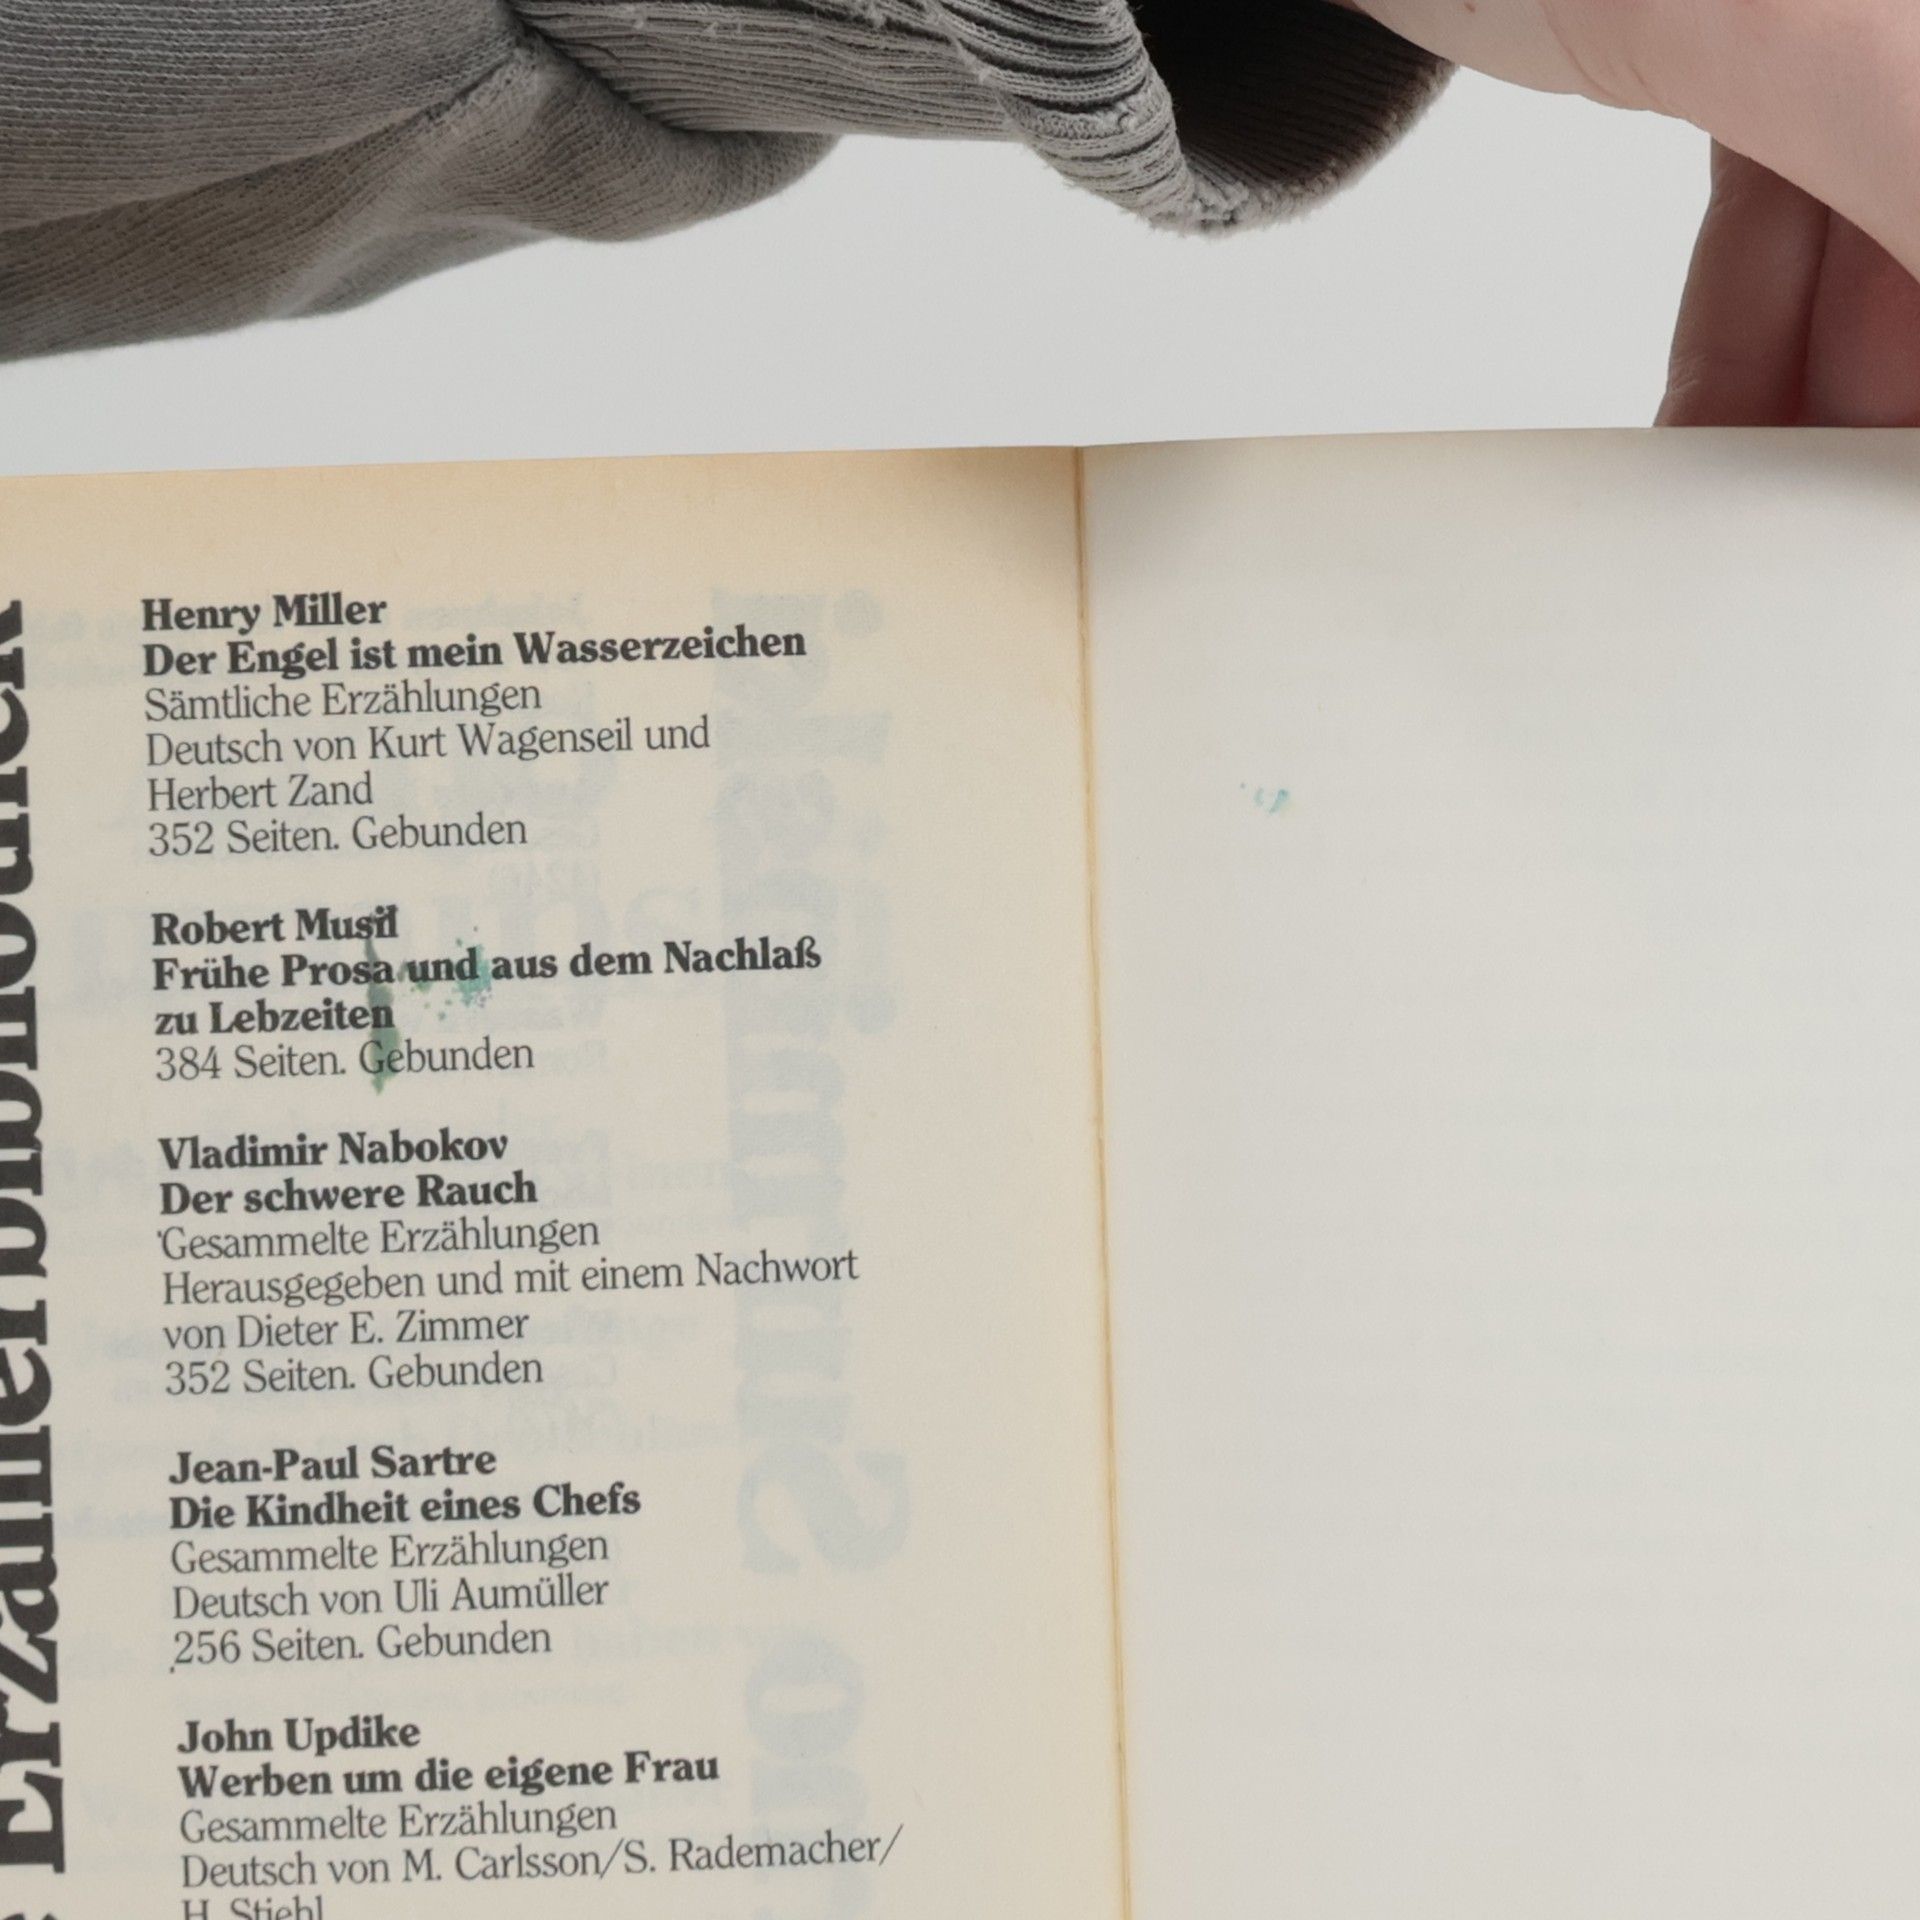 Henry Miller
Der Engel ist mein Wasserzeichen
Sämtliche Erzählungen
Deutsch von Kurt Wagenseil und
Herbert Zand
352 Seiten. Gebunden
Robert Musil
Frühe Prosa und aus dem Nachlaß
zu Lebzeiten
384 Seiten. Gebunden
Vladimir Nabokov
Der schwere Rauch
Gesammelte Erzählungen
Herausgegeben und mit einem Nachwort
von Dieter E. Zimmer
352 Seiten. Gebunden
Jean-Paul Sartre
Die Kindheit eines Chefs
Gesammelte Erzählungen
Deutsch von Uli Aumüller
256 Seiten. Gebunden
John Updike
Werben um die eigene Frau
Gesammelte Erzählungen
Deutsch von M. Carlsson/S. Rademacher/
H. Stiehl